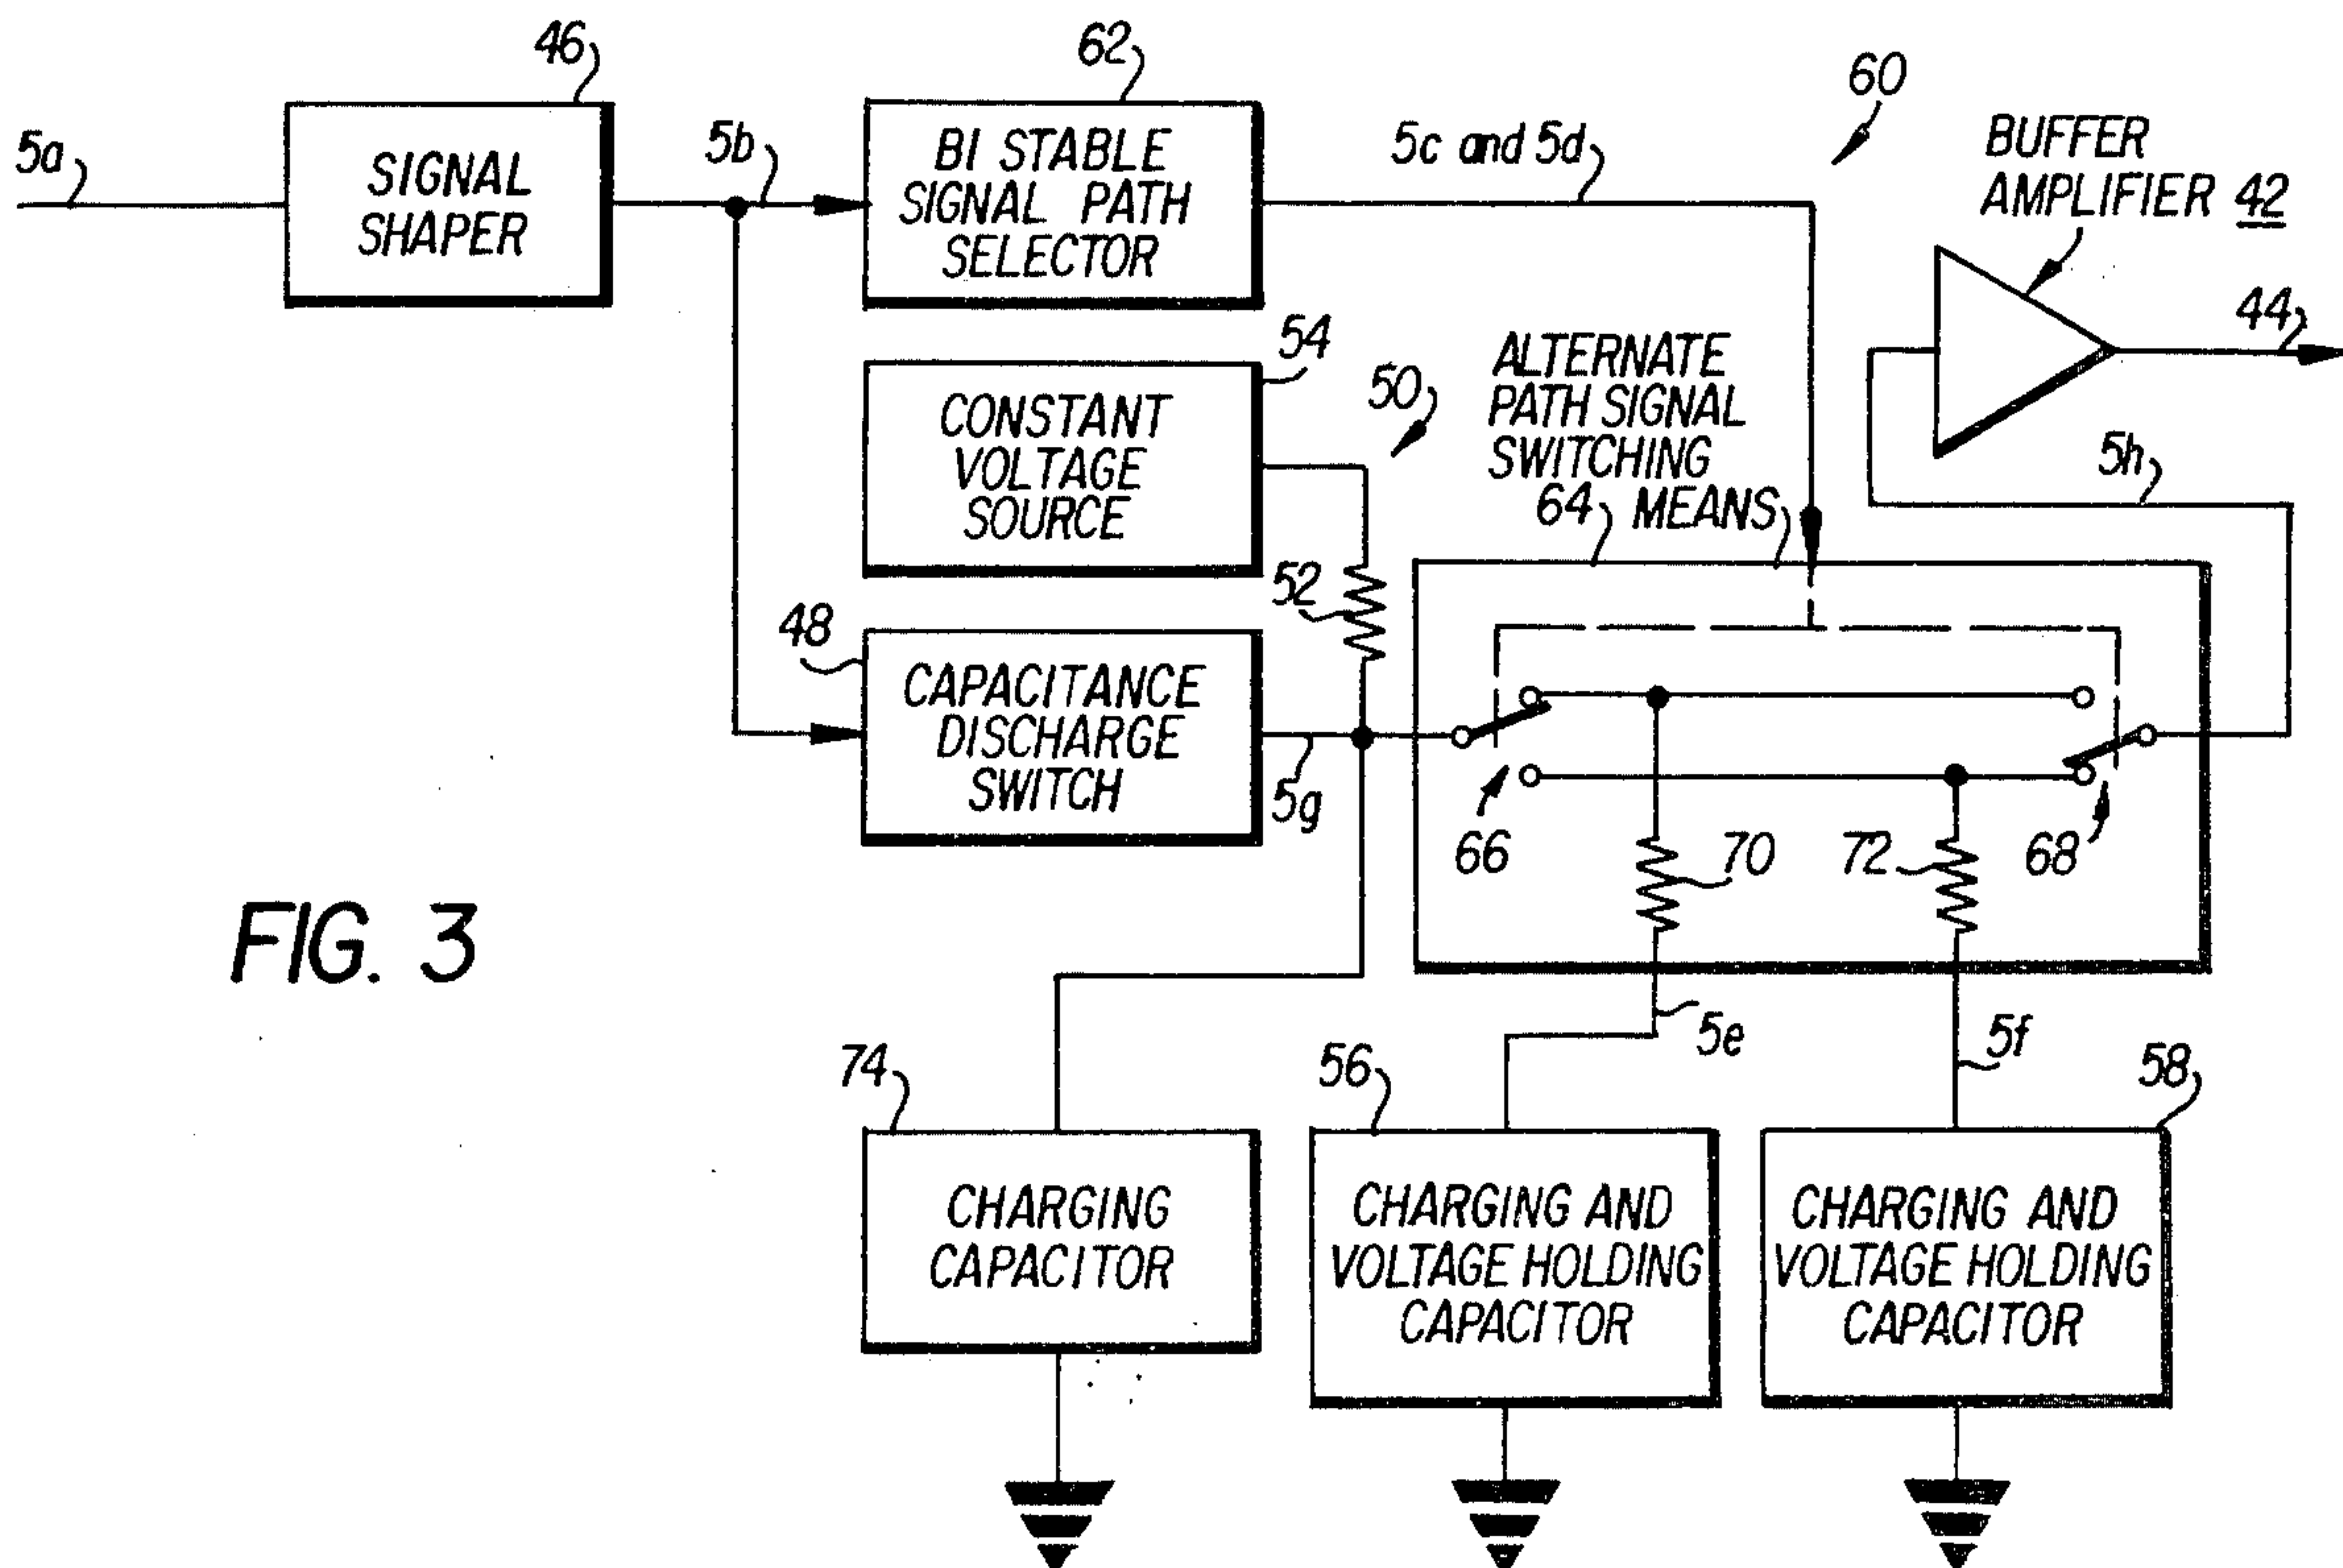 5a
46
SIGNAL
SHAPER
5b
62
BI STABLE
SIGNAL PATH
SELECTOR
5c and 5d
60
BUFFER
AMPLIFIER 42
44
54
CONSTANT
VOLTAGE
SOURCE
50
52
ALTERNATE
PATH SIGNAL
SWITCHING
64 MEANS
5h
48
CAPACITANCE
DISCHARGE
SWITCH
5g
66
70
72
68
FIG. 3
5e
5f
74
CHARGING
CAPACITOR
56
CHARGING AND
VOLTAGE HOLDING
CAPACITOR
58
CHARGING AND
VOLTAGE HOLDING
CAPACITOR